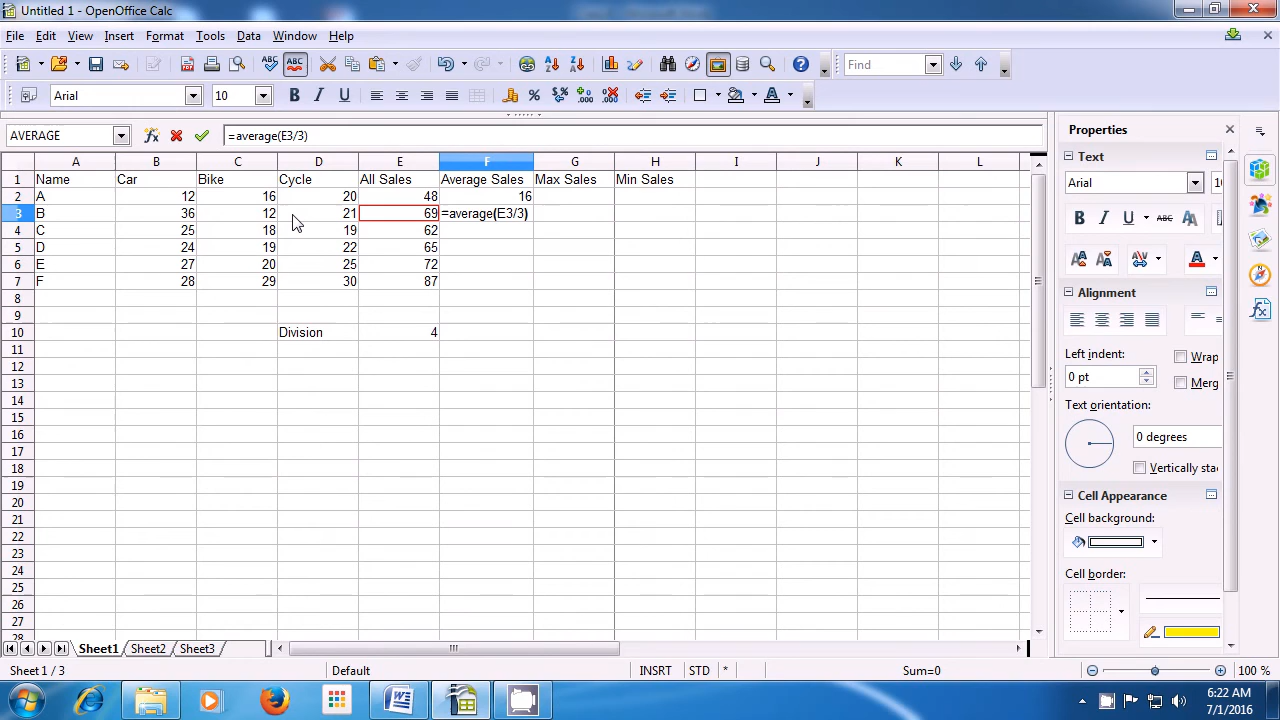 Untitled 1 - OpenOffice Calc
File Edit View Insert Format Tools Data Window Help
Find
Arial 10
AVERAGE =average(E3/3)
Properties
A B C D E F G H I J K L
1 Name Car Bike Cycle All Sales Average Sales Max Sales Min Sales
2 A 12 16 20 48 16
3 B 36 12 21 69 =average(E3/3)
4 C 25 18 19 62
5 D 24 19 22 65
6 E 27 20 25 72
7 F 28 29 30 87
8
9
10 Division 4
11
12
13
14
15
16
17
18
19
20
21
22
23
24
25
26
27
28
Text
Arial
Alignment
Left indent:
Wrap
0 pt
Merg
Text orientation:
0 degrees
Vertically sta
Cell Appearance
Cell background:
Cell border:
Sheet1 Sheet2 Sheet3
Sheet 1 / 3 Default INSRT STD * Sum=0 100 %
6:22 AM
7/1/2016